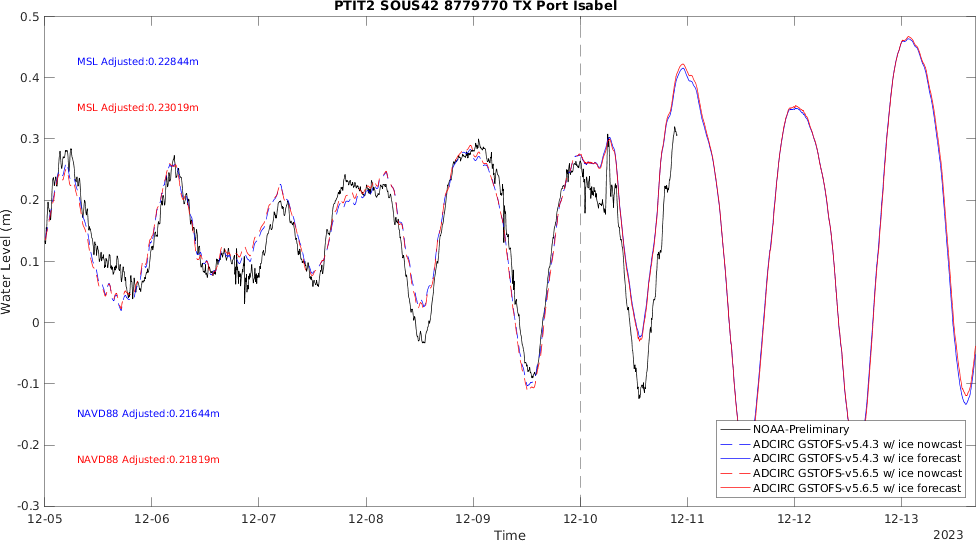 PTIT2 SOUS42 8779770 TX Port Isabel
0.5
0.4
0.3
0.2
0.1
0
-0.1
-0.2
-0.3
Water Level (m)
MSL Adjusted:0.22844m
MSL Adjusted:0.23019m
NAVD88 Adjusted:0.21644m
NAVD88 Adjusted:0.21819m
NOAA-Preliminary
ADCIRC GSTOFS-v5.4.3 w/ ice nowcast
ADCIRC GSTOFS-v5.4.3 w/ ice forecast
ADCIRC GSTOFS-v5.6.5 w/ ice nowcast
ADCIRC GSTOFS-v5.6.5 w/ ice forecast
12-05 12-06 12-07 12-08 12-09 12-10 12-11 12-12 12-13
Time
2023